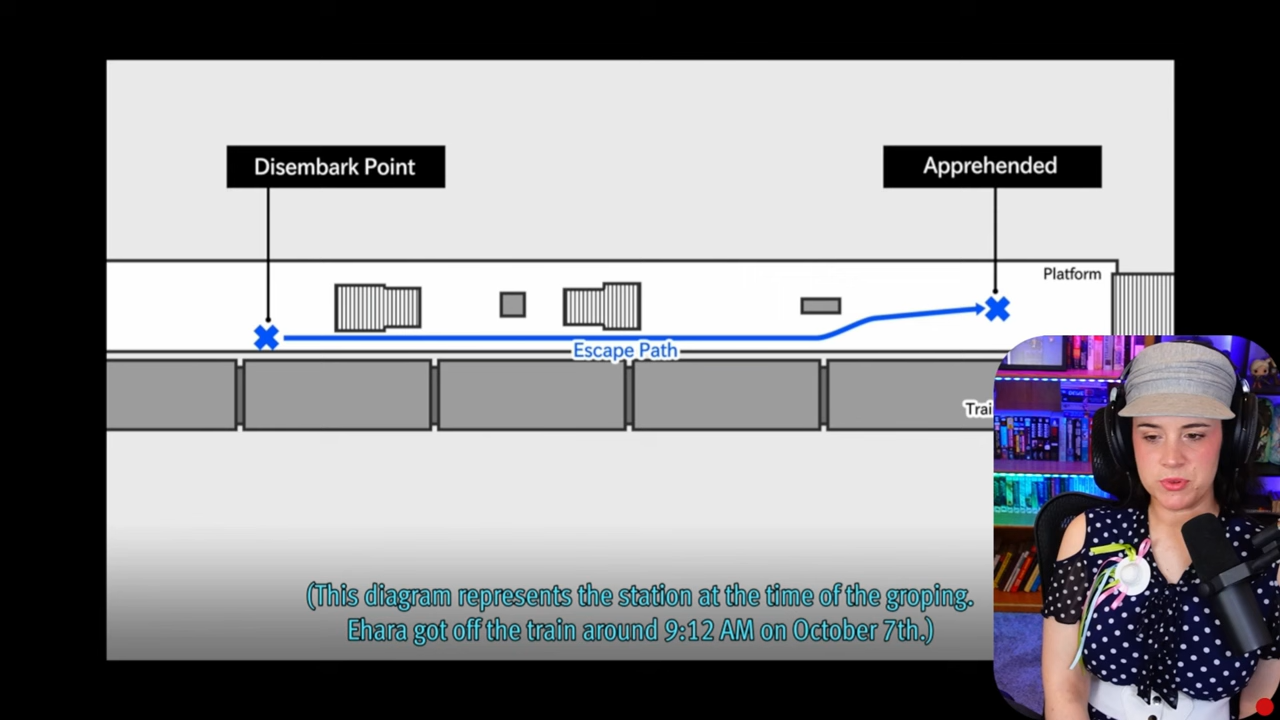 Disembark Point
Apprehended
Platform
Escape Path
Trai
(This diagram represents the station at the time of the groping.
Ehara got off the train around 9:12 AM on October 7th.)